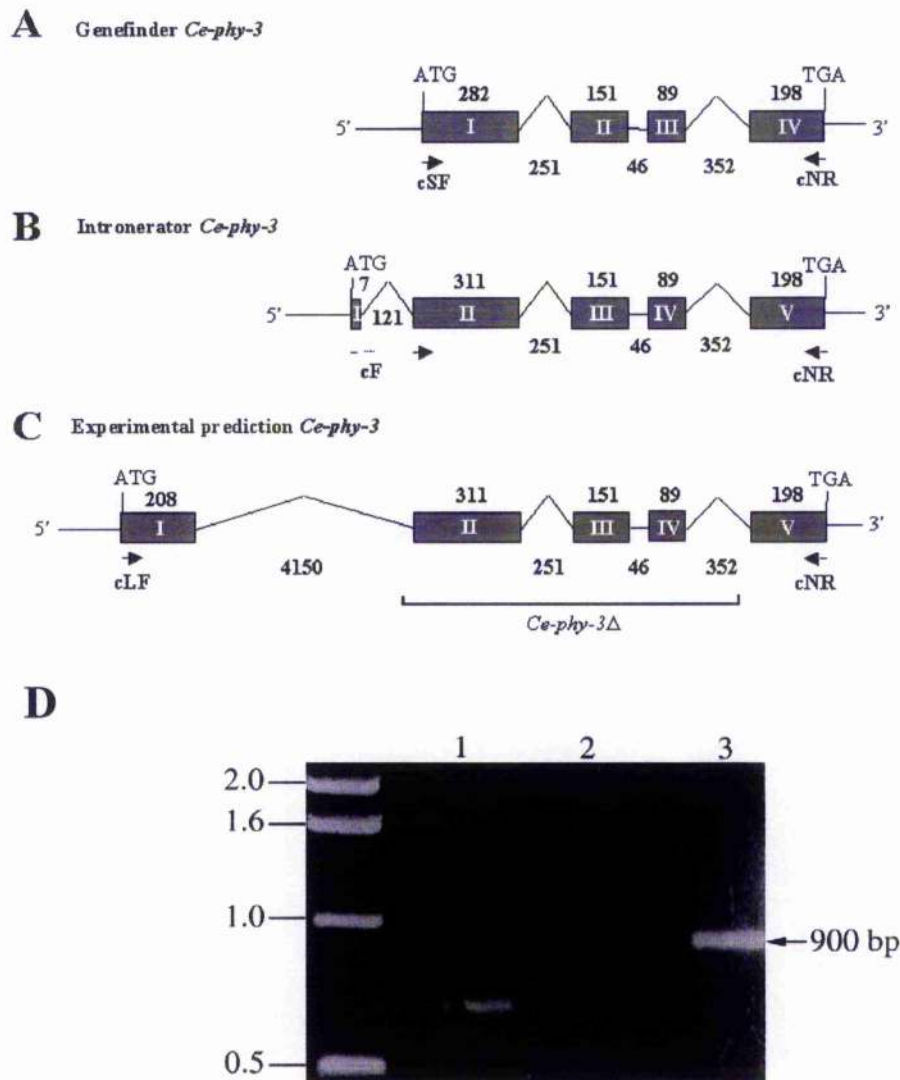 A Genefinder Ce-phy-3
ATG TGA
282 151 89 198
5' I II III IV 3'
251 46 352
cSF cNR
B Intronerator Ce-phy-3
ATG TGA
7 311 151 89 198
5' I 121 II III IV V 3'
251 46 352
cF cNR
C Experimental prediction Ce-phy-3
ATG TGA
208 311 151 89 198
5' I II III IV V 3'
4150 251 46 352
cLF cNR
Ce-phy-3Δ
D
1 2 3
2.0
1.6
1.0
900 bp
0.5